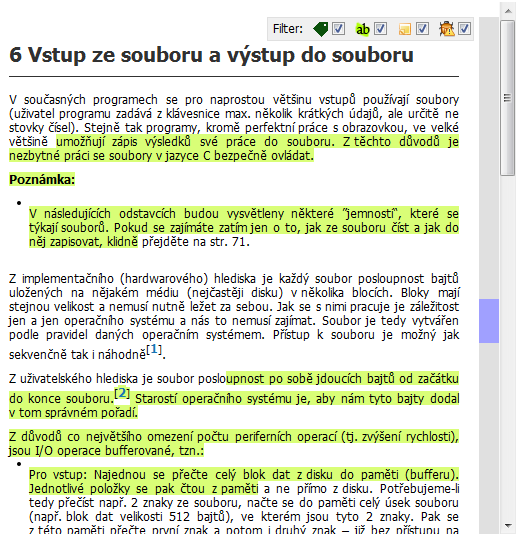 Filter:
ab
6 Vstup ze souboru a výstup do souboru
V současných programech se pro naprostou většinu vstupů používají soubory
(uživatel programu zadává z klávesnice max. několik krátkých údajů, ale určitě ne
stovky čísel). Stejně tak programy, kromě perfektní práce s obrazovkou, ve velké
většině umožňují zápis výsledků své práce do souboru. Z těchto důvodů je
nezbytné práci se soubory v jazyce C bezpečně ovládat.
Poznámka:
V následujících odstavcích budou vysvětleny některé "jemností", které se
týkají souborů. Pokud se zajímáte zatím jen o to, jak ze souboru číst a jak do
něj zapisovat, klidně přejděte na str. 71.
Z implementačního (hardwarového) hlediska je každý soubor posloupnost bajtů
uložených na nějakém médiu (nejčastěji disku) v několika blocích. Bloky mají
stejnou velikost a nemusí nutně ležet za sebou. Jak se s nimi pracuje je záležitost
jen a jen operačního systému a nás to nemusí zajímat. Soubor je tedy vytvářen
podle pravidel daných operačním systemem. Přístup k souboru je možný jak
sekvenčně tak i náhodně[1].
Z uživatelského hlediska je soubor posloupnost po sobě jdoucích bajtů od začátku
do konce souboru.[2] Starostí operačního systému je, aby nám tyto bajty dodal
v tom správném pořadí.
Z důvodů co největšího omezení počtu periferních operací (tj. zvýšení rychlosti),
jsou I/O operace bufferované, tzn.:
Pro vstup: Najednou se přečte celý blok dat z disku do paměti (bufferu).
Jednotlivé položky se pak čtou z paměti a ne přímo z disku. Potřebujeme-li
tedy přečíst např. 2 znaky ze souboru, načte se do paměti celý úsek souboru
(např. blok dat velikosti 512 bajtů), ve kterém jsou tyto 2 znaky. Pak se
z této paměti přečte první znak a potom i druhý znak – již bez přístupu na